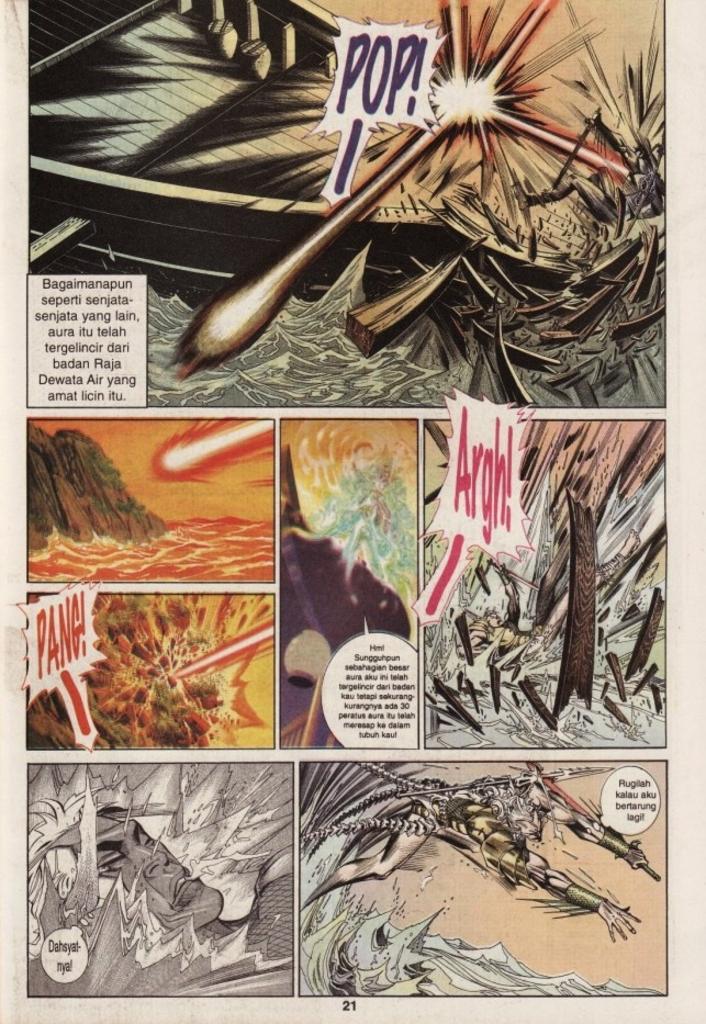 POP!
Bagaimanapun
seperti senjata-
senjata yang lain,
aura itu telah
tergelincir dari
badan Raja
Dewata Air yang
amat licin itu.
PANG!
Hm!
Sungguhpun
sebahagian besar
aura aku ini telah
tergelincir dari badan
kau tetapi sekurang-
kurangnya ada 30
peratus aura itu telah
meresap ke dalam
tubuh kau!
Argh!
Dahsyat-
nya!
Rugilah
kalau aku
bertarung
lagi!
21